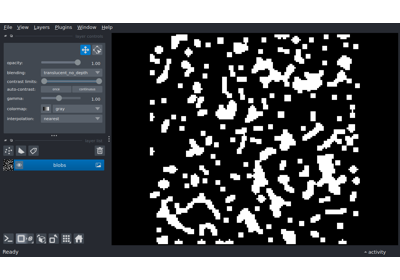 File View Layers Plugins Window Help
opacity: 1.00
blending: translucent_no_depth
contrast limits:
auto-contrast: once continuous
gamma: 1.00
colormap: gray
interpolation: nearest
blobs
Ready activity